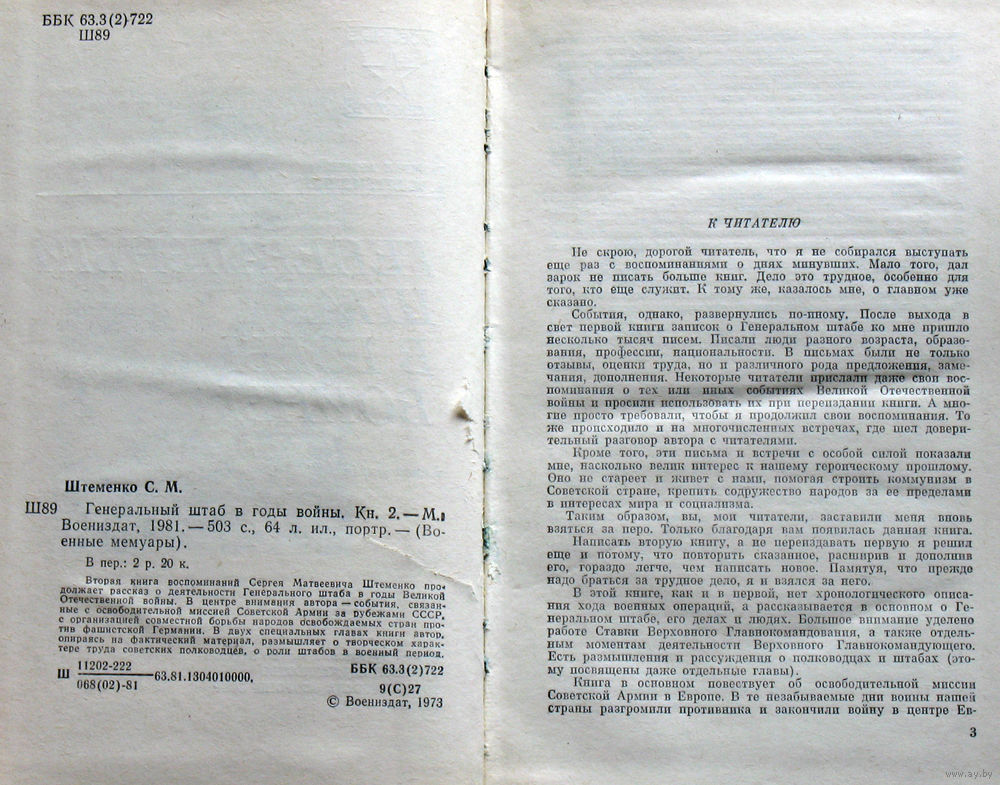 ББК 63.3(2)722
Ш89
Штеменко С. М.
Ш89 Генеральный штаб в годы войны. Кн. 2. — М.:
Воениздат, 1981. — 503 с., 64 л. ил., портр. — (Во-
енные мемуары).
В пер.: 2 р. 20 к.
Вторая книга воспоминаний Сергея Матвеевича Штеменко про-
должает рассказ о деятельности Генерального штаба в годы Великой
Отечественной войны. В центре внимания автора — события, связан-
ные с освободительной миссией Советской Армии за рубежами СССР,
с организацией совместной борьбы народов освобождаемых стран про-
тив фашистской Германии. В двух специальных главах книги автор,
опираясь на фактический материал, размышляет о творческом харак-
тере труда советских полководцев, о роли штабов в военный период.
Ш 11202-222
068(02)-81 —63.81.1304010000.
ББК 63.3(2)722
9(С)27
© Воениздат, 1973
К ЧИТАТЕЛЮ
Не скрою, дорогой читатель, что я не собирался выступать
еще раз с воспоминаниями о днях минувших. Мало того, дал
зарок не писать больше книг. Дело это трудное, особенно для
того, кто еще служит. К тому же, казалось мне, о главном уже
сказано.
События, однако, развернулись по-иному. После выхода в
свет первой книги записок о Генеральном штабе ко мне пришло
несколько тысяч писем. Писали люди разного возраста, образо-
вания, профессии, национальности. В письмах были не только
отзывы, оценки труда, но и различного рода предложения, заме-
чания, дополнения. Некоторые читатели прислали даже свои вос-
поминания о тех или иных событиях Великой Отечественной
войны и просили использовать их при переиздании книги. А мно-
гие просто требовали, чтобы я продолжил свои воспоминания. То
же происходило и на многочисленных встречах, где шел довери-
тельный разговор автора с читателями.
Кроме того, эти письма и встречи с особой силой показали
мне, насколько велик интерес к нашему героическому прошлому.
Оно не стареет и живет с нами, помогая строить коммунизм в
Советской стране, крепить содружество народов за ее пределами
в интересах мира и социализма.
Таким образом, вы, мои читатели, заставили меня вновь
взяться за перо. Только благодаря вам появилась данная книга.
Написать вторую книгу, а не переиздавать первую я решил
еще и потому, что повторить сказанное, расширив и дополнив
его, гораздо легче, чем написать новое. Памятуя, что прежде
надо браться за трудное дело, я и взялся за него.
В этой книге, как и в первой, нет хронологического описа-
ния хода военных операций, а рассказывается в основном о Ге-
неральном штабе, его делах и людях. Большое внимание уделено
работе Ставки Верховного Главнокомандования, а также отдель-
ным моментам деятельности Верховного Главнокомандующего.
Есть размышления и рассуждения о полководцах и штабах (это-
му посвящены даже отдельные главы).
Книга в основном повествует об освободительной миссии
Советской Армии в Европе. В те незабываемые дни воины нашей
страны разгромили противника и закончили войну в центре Ев-
3
www.ay.by